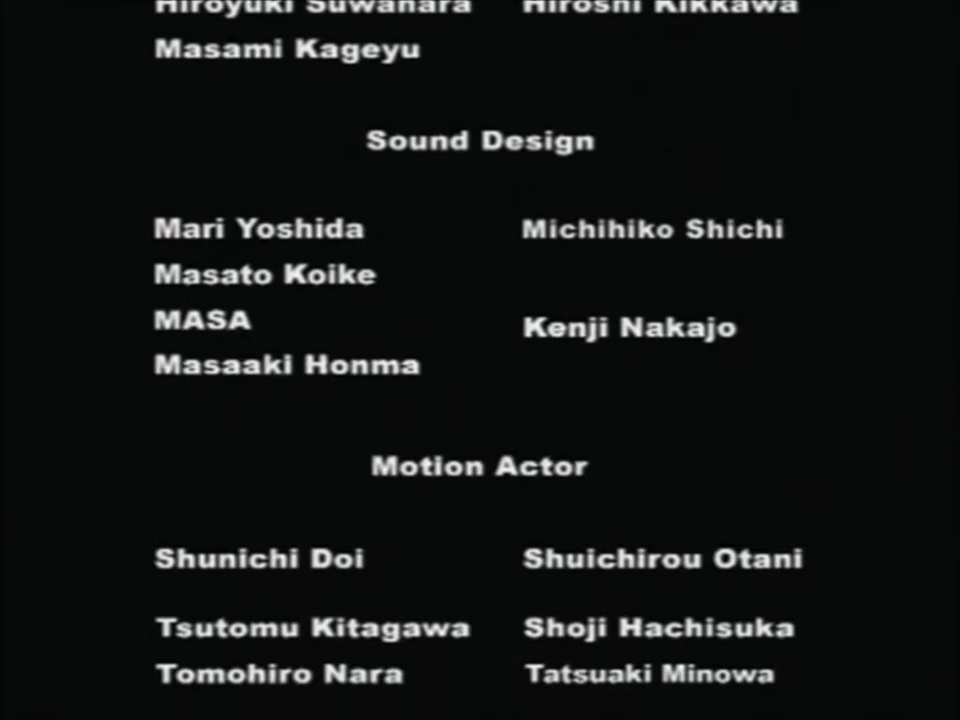 Hiroyuki Suwahara Hiroshi Kikkawa
Masami Kageyu
Sound Design
Mari Yoshida Michihiko Shichi
Masato Koike
MASA Kenji Nakajo
Masaaki Honma
Motion Actor
Shunichi Doi Shuichirou Otani
Tsutomu Kitagawa Shoji Hachisuka
Tomohiro Nara Tatsuaki Minowa